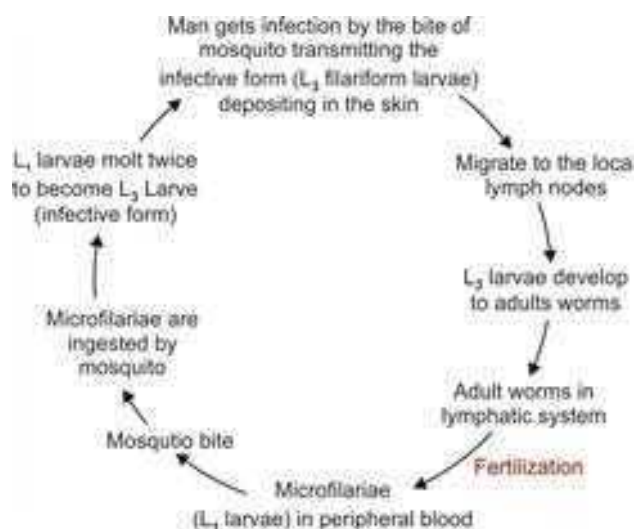 Man gets infection by the bite of
mosquito transmitting the
infective form (L₃ filariform larvae)
depositing in the skin
Migrate to the local
lymph nodes
L₃ larvae develop
to adults worms
Adult worms in
lymphatic system
Fertilization
Microfilariae
(L₁ larvae) in peripheral blood
Mosqutio bite
Microfilariae are
ingested by
mosquito
L₁ larvae molt twice
to become L₃ Larve
(infective form)